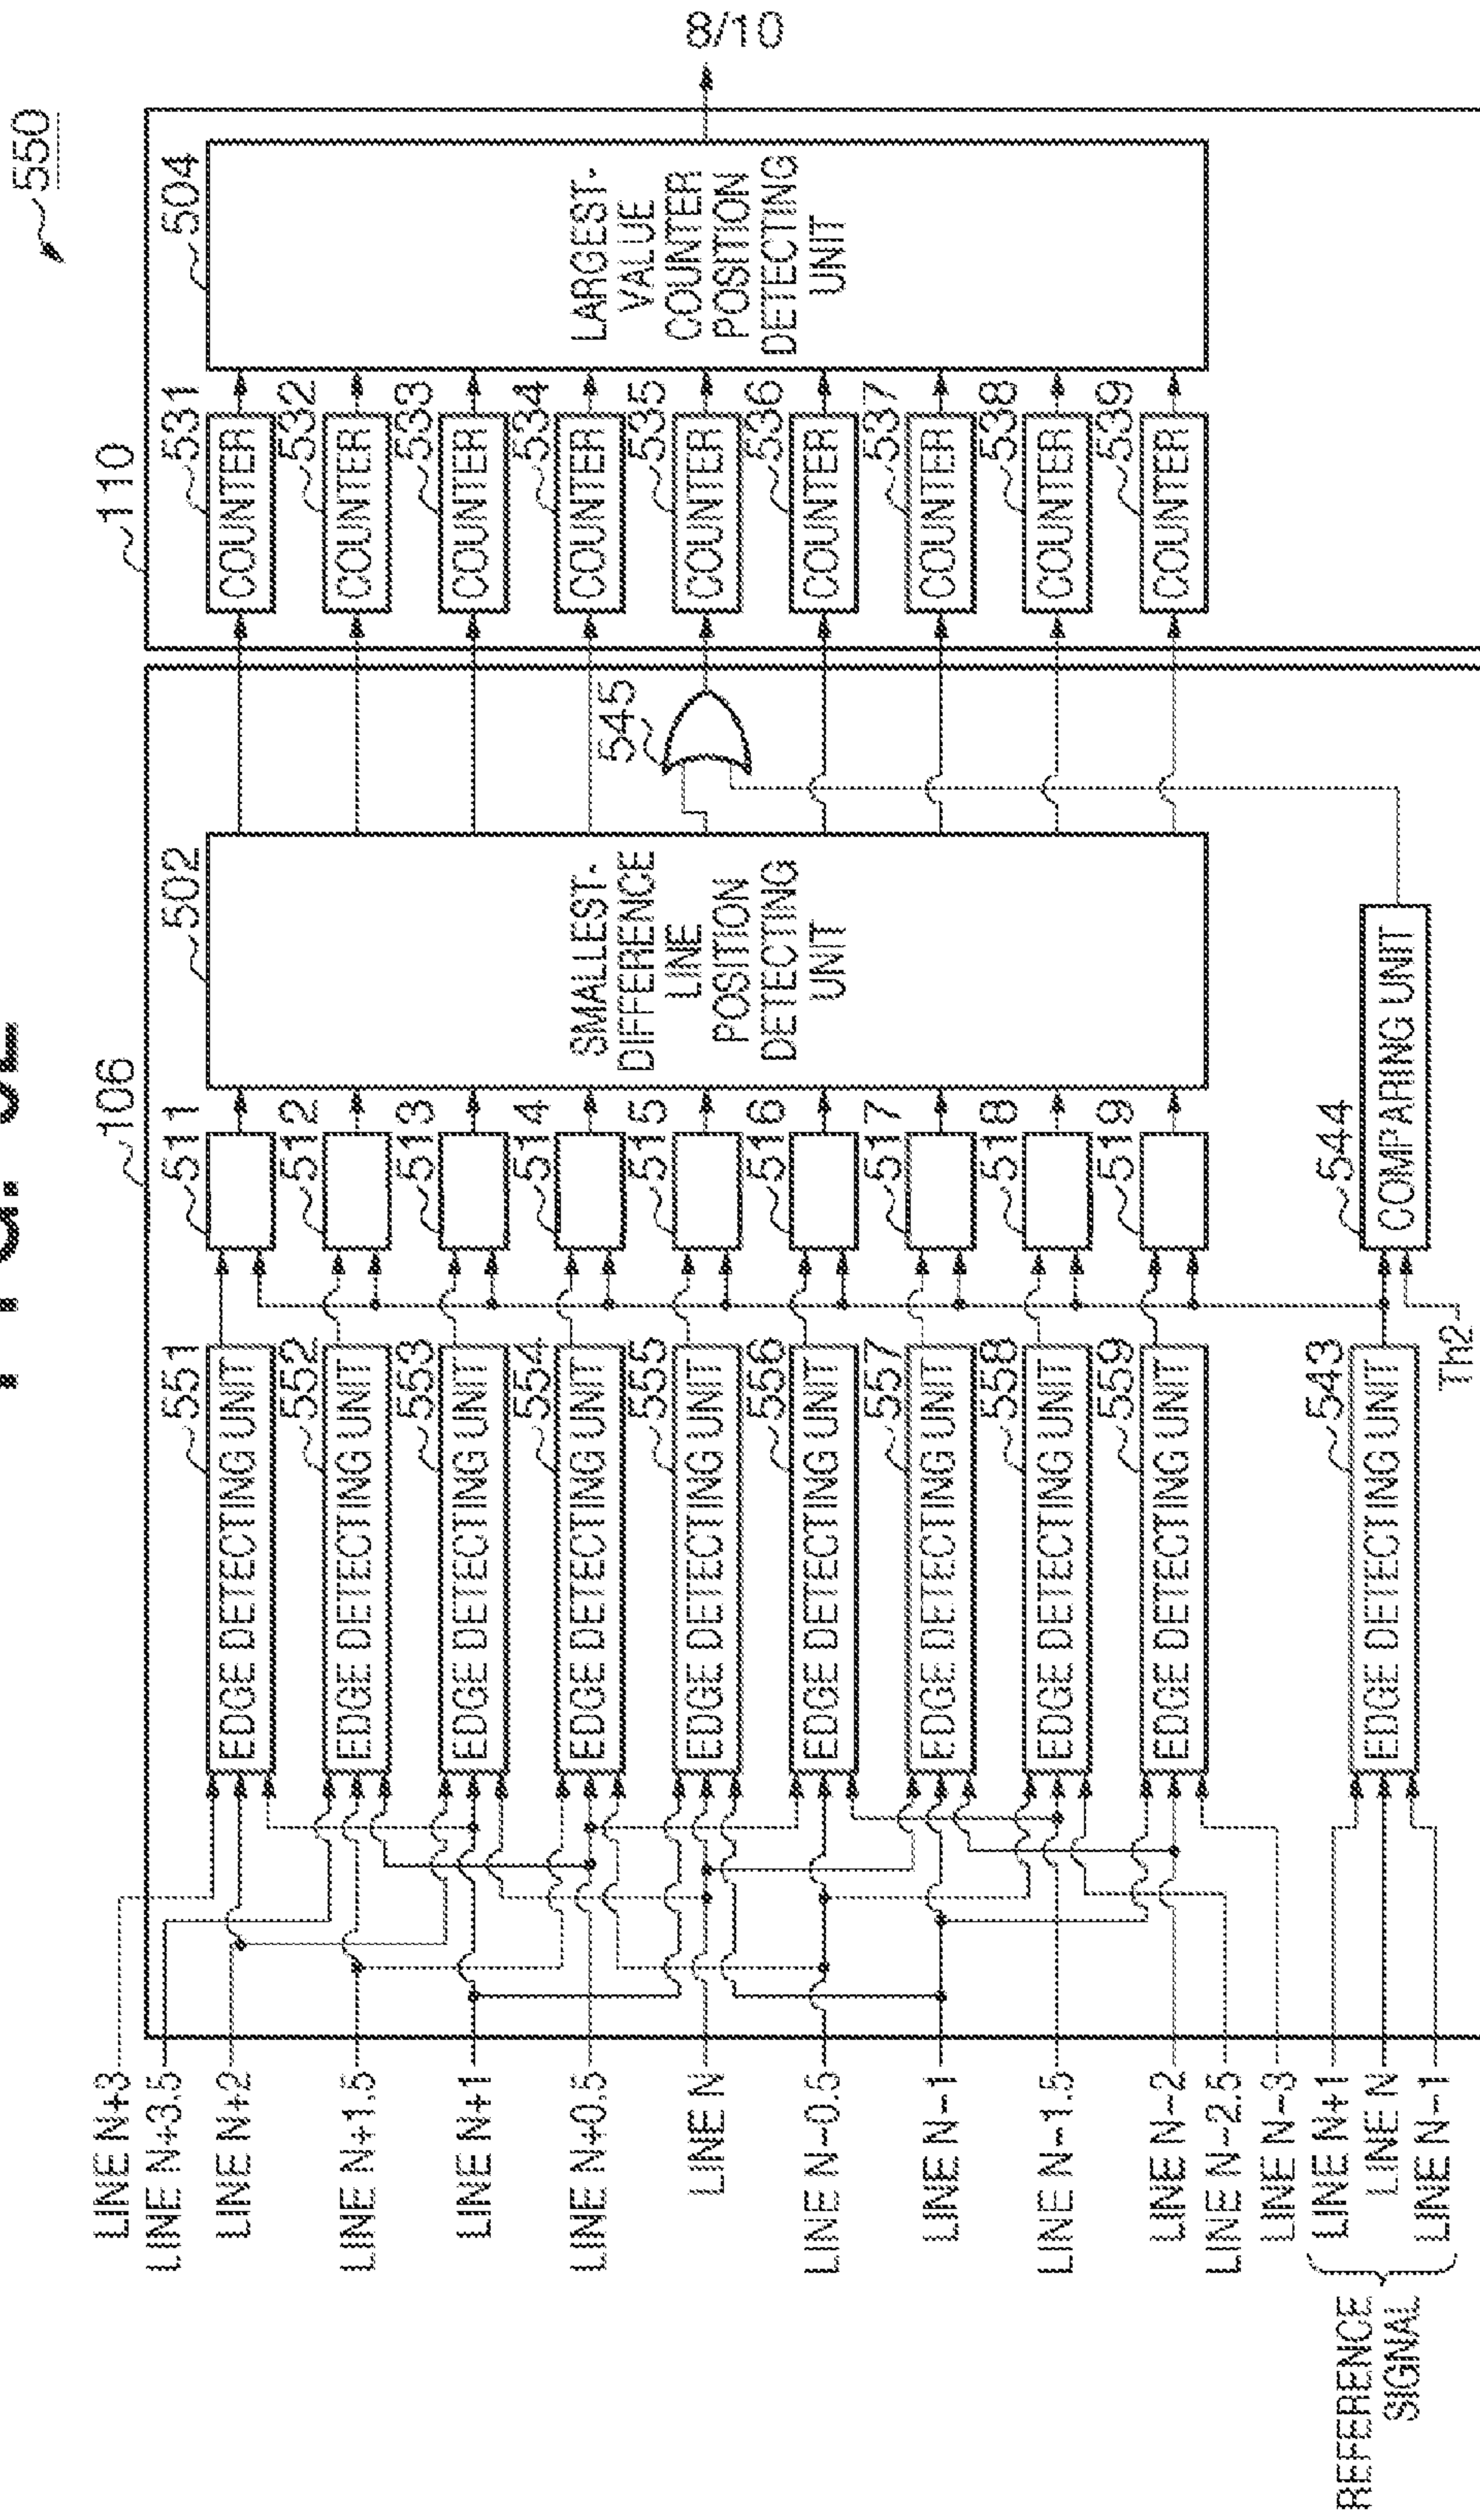 550
110
504
531
COUNTER
532
COUNTER
533
COUNTER
534
COUNTER
535
COUNTER
536
COUNTER
537
COUNTER
538
COUNTER
539
COUNTER
LARGEST-
VALUE
COUNTER
POSITION
DETECTING
UNIT
8/10
106
502
SMALLEST-
DIFFERENCE
LINE
POSITION
DETECTING
UNIT
545
511
512
513
514
515
516
517
518
519
544
COMPARING UNIT
551
EDGE DETECTING UNIT
552
EDGE DETECTING UNIT
553
EDGE DETECTING UNIT
554
EDGE DETECTING UNIT
555
EDGE DETECTING UNIT
556
EDGE DETECTING UNIT
557
EDGE DETECTING UNIT
558
EDGE DETECTING UNIT
559
EDGE DETECTING UNIT
543
EDGE DETECTING UNIT
Th2
LINE N+3
LINE N+3.5
LINE N+2
LINE N+1.5
LINE N+1
LINE N+0.5
LINE N
LINE N-0.5
LINE N-1
LINE N-1.5
LINE N-2
LINE N-2.5
LINE N-3
REFERENCE
SIGNAL
LINE N+1
LINE N
LINE N-1